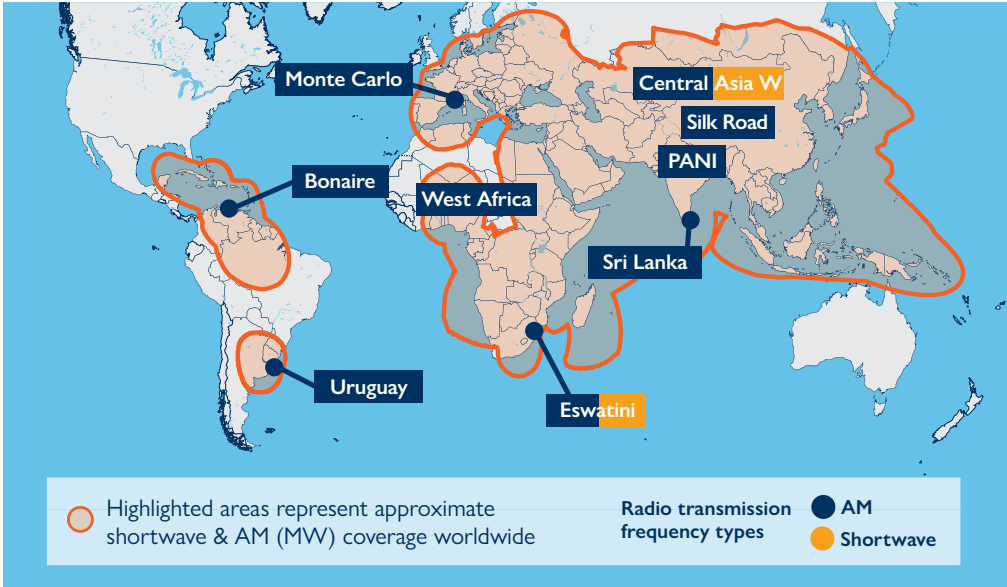 Monte Carlo
Central Asia W
Silk Road
PANI
Bonaire
West Africa
Sri Lanka
Uruguay
Eswatini
Highlighted areas represent approximate
shortwave & AM (MW) coverage worldwide
Radio transmission
frequency types
AM
Shortwave